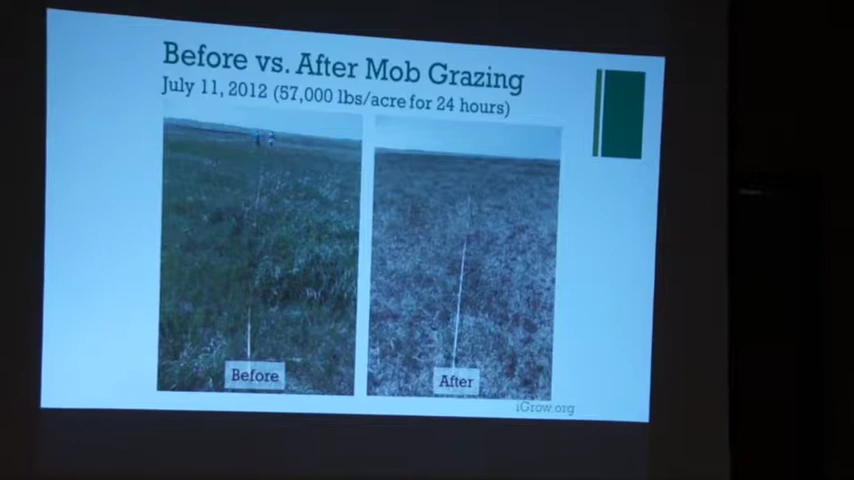 Before vs. After Mob Grazing
July 11, 2012 (57,000 lbs/acre for 24 hours)
Before
After
iGrow.org